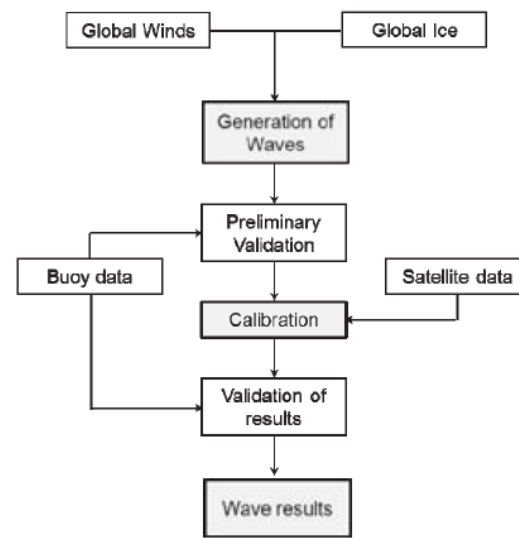 Global Winds
Global Ice
Generation of
Waves
Preliminary
Validation
Buoy data
Satellite data
Calibration
Validation of
results
Wave results